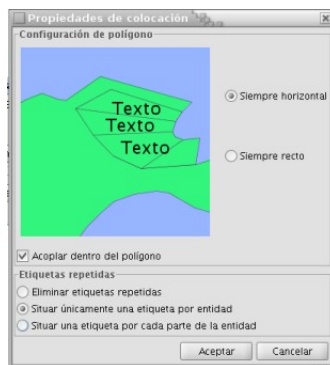 Propiedades de colocación
Configuración de polígono
Texto
Texto
Texto
Siempre horizontal
Siempre recto
Acoplar dentro del polígono
Etiquetas repetidas
Eliminar etiquetas repetidas
Situar únicamente una etiqueta por entidad
Situar una etiqueta por cada parte de la entidad
Aceptar
Cancelar